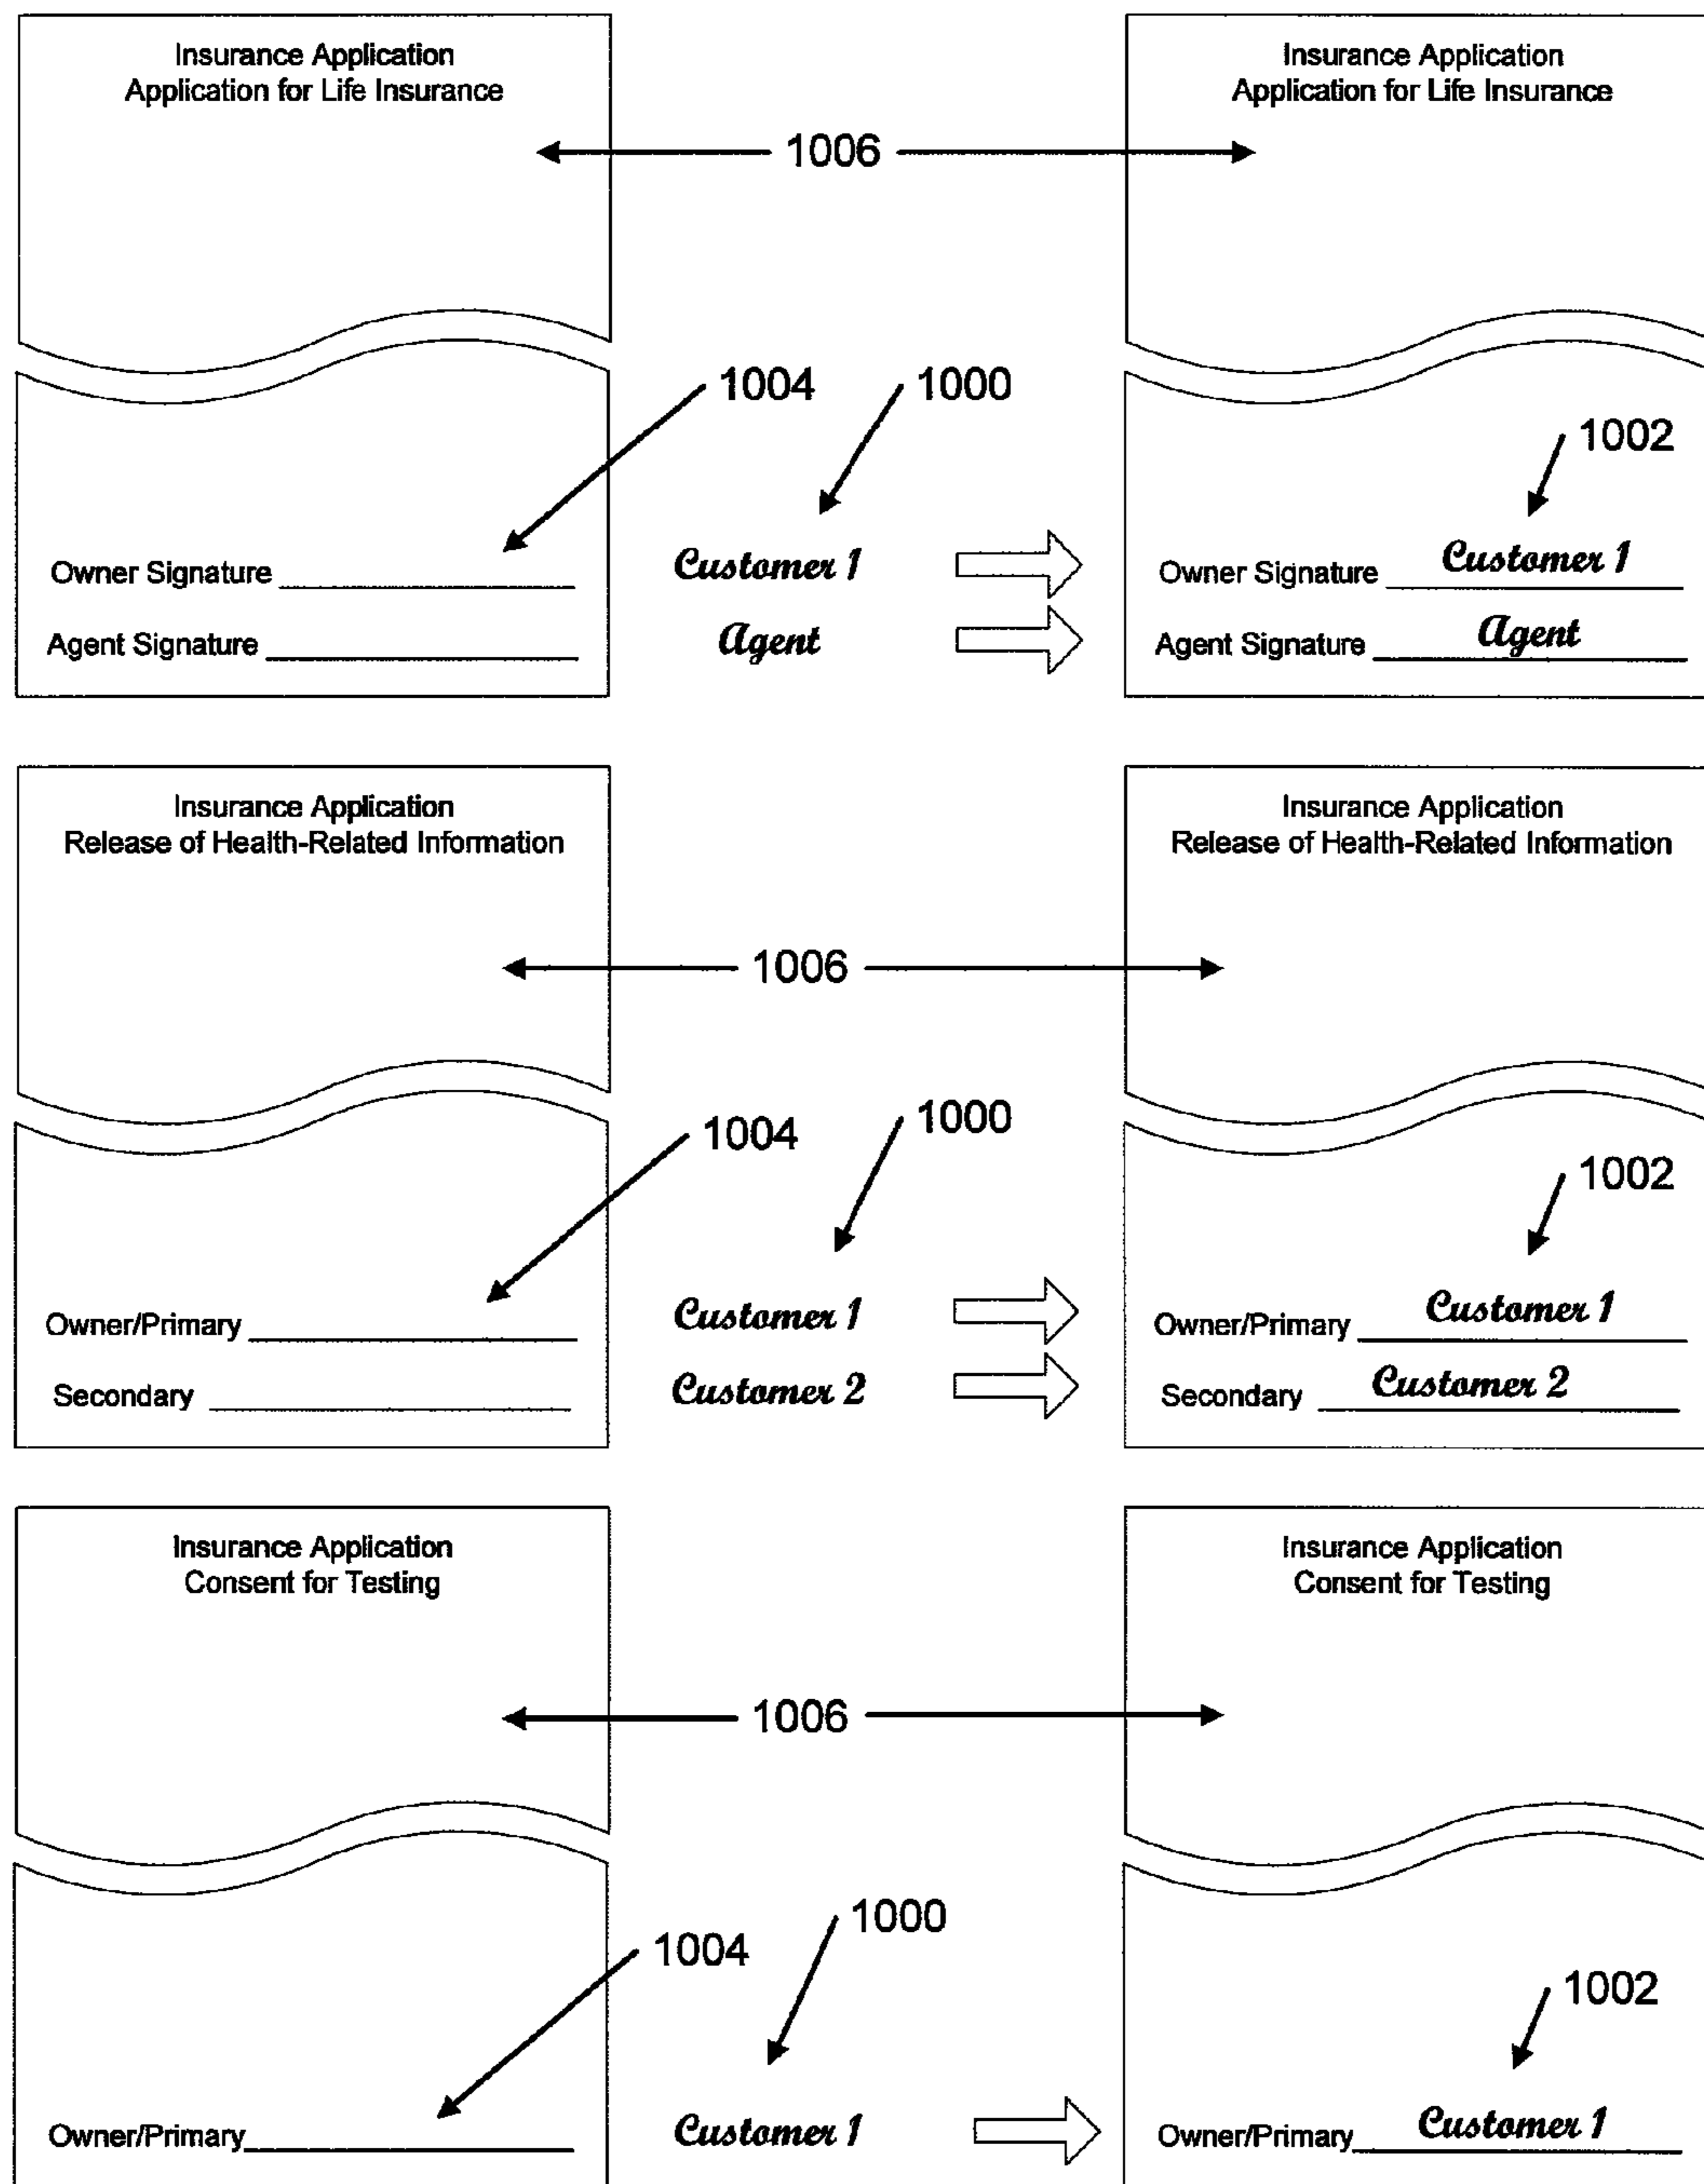 Insurance Application
Application for Life Insurance
Insurance Application
Application for Life Insurance
1006
1004
1000
1002
Owner Signature
Customer 1
Owner Signature Customer 1
Agent Signature
Agent
Agent Signature Agent
Insurance Application
Release of Health-Related Information
Insurance Application
Release of Health-Related Information
1006
1004
1000
1002
Owner/Primary
Customer 1
Owner/Primary Customer 1
Secondary
Customer 2
Secondary Customer 2
Insurance Application
Consent for Testing
Insurance Application
Consent for Testing
1006
1004
1000
1002
Owner/Primary
Customer 1
Owner/Primary Customer 1